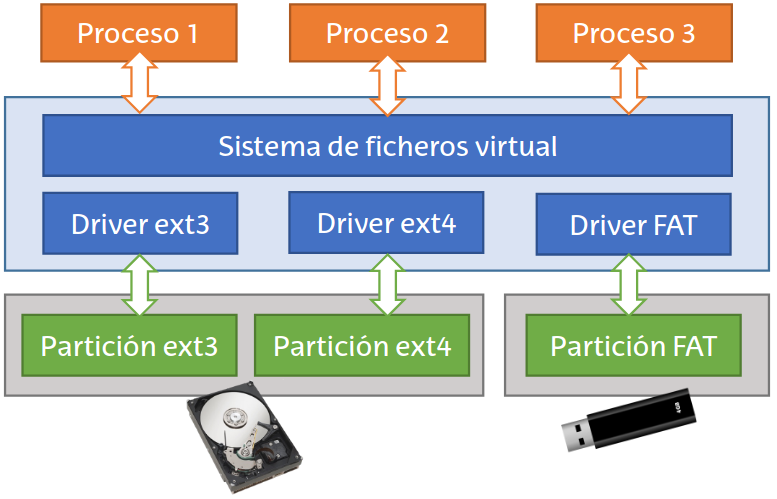 Proceso 1
Proceso 2
Proceso 3
Sistema de ficheros virtual
Driver ext3
Driver ext4
Driver FAT
Partición ext3
Partición ext4
Partición FAT
4GB